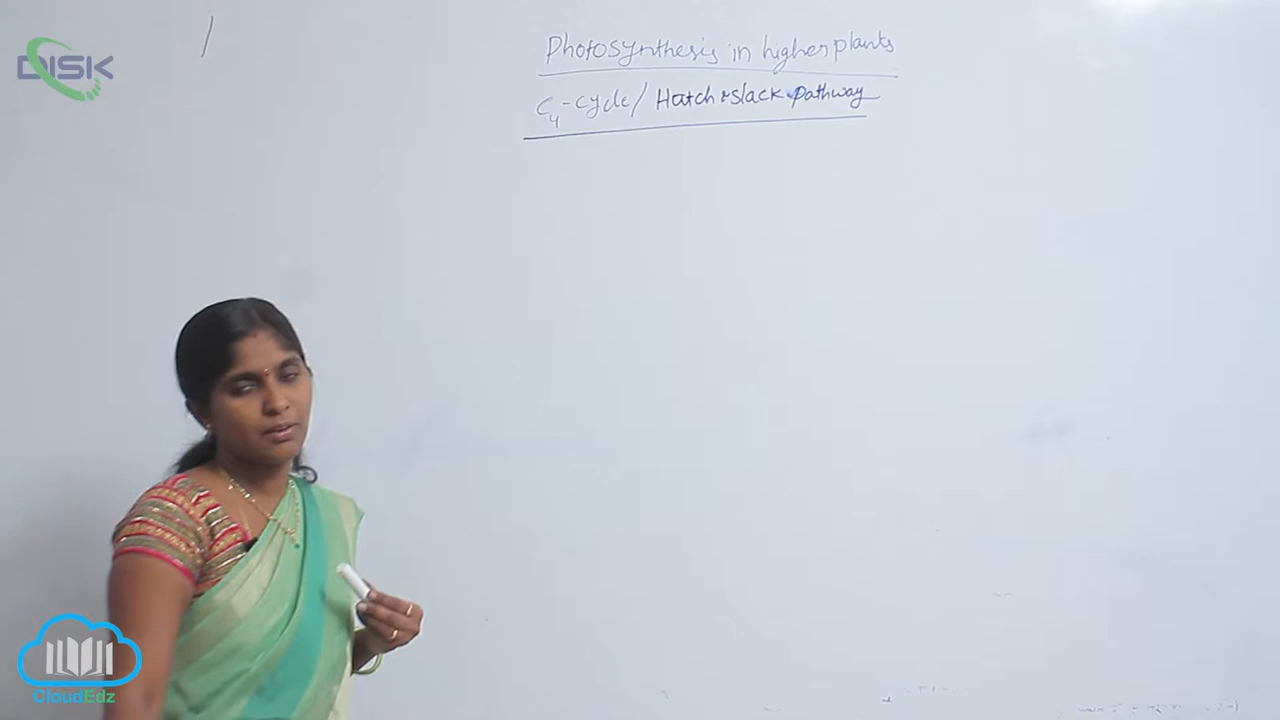 DISK
Photosynthesis in higher plants
C4-cycle/ Hatch & slack pathway
CloudEdz